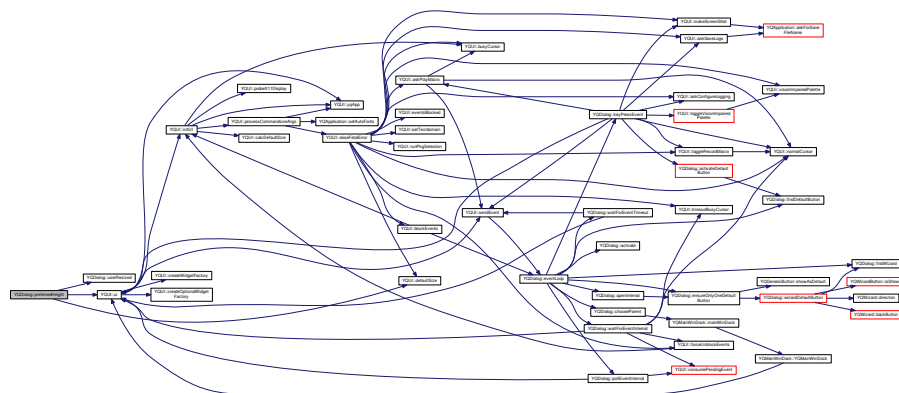 YQUI::makeScreenShot
YQApplication::askForSave
FileName
YQUI::askSaveLogs
YQUI::busyCursor
YQUI::askPlayMacro
YQUI::probeX11Display
YQUI::visionImpairedPalette
YQUI::askConfigureLogging
YQUI::yqApp
YQUI::eventsBlocked
YQDialog::keyPressEvent
YQUI::toggleVisionImpaired
Palette
YQUI::processCommandLineArgs
YQApplication::setAutoFonts
YQUI::initUI
YQUI::setTextdomain
YQUI::calcDefaultSize
YQUI::raiseFatalError
YQUI::runPkgSelection
YQUI::toggleRecordMacro
YQUI::normalCursor
YQDialog::activateDefault
Button
YQDialog::findDefaultButton
YQUI::sendEvent
YQDialog::waitForEventTimeout
YQUI::timeoutBusyCursor
YQUI::blockEvents
YQDialog::activate
YQDialog::findWizard
YQDialog::userResized
YQUI::createWidgetFactory
YQUI::defaultSize
YQDialog::eventLoop
YQGenericButton::showAsDefault
YQDialog::preferredHeight
YQUI::ui
YQUI::createOptionalWidget
Factory
YQDialog::openInternal
YQDialog::ensureOnlyOneDefault
Button
YQDialog::wizardDefaultButton
YQWizard::direction
YQDialog::chooseParent
YQWizard::backButton
YQDialog::waitForEventInternal
YQMainWinDock::mainWinDock
YQUI::forceUnblockEvents
YQMainWinDock::YQMainWinDock
YQUI::consumePendingEvent
YQDialog::pollEventInternal